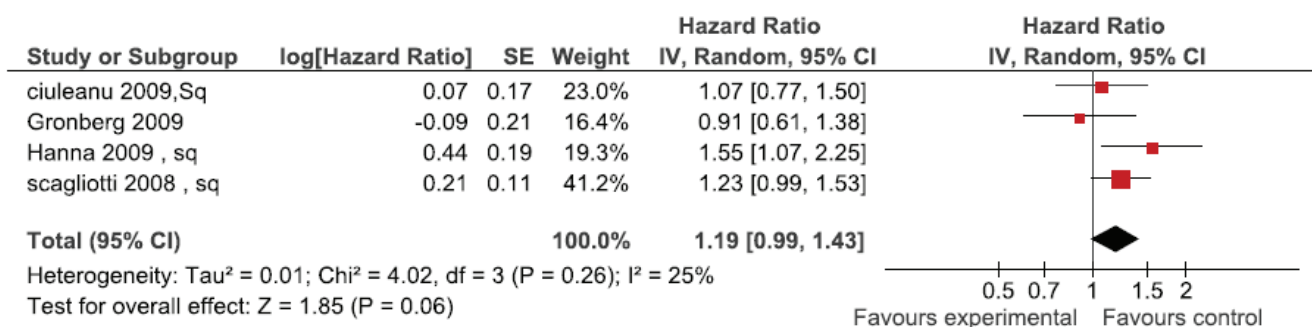 Hazard Ratio Hazard Ratio
Study or Subgroup log[Hazard Ratio] SE Weight IV, Random, 95% CI IV, Random, 95% CI
ciuleanu 2009,Sq 0.07 0.17 23.0% 1.07 [0.77, 1.50]
Gronberg 2009 -0.09 0.21 16.4% 0.91 [0.61, 1.38]
Hanna 2009 , sq 0.44 0.19 19.3% 1.55 [1.07, 2.25]
scagliotti 2008 , sq 0.21 0.11 41.2% 1.23 [0.99, 1.53]
Total (95% CI) 100.0% 1.19 [0.99, 1.43]
Heterogeneity: Tau² = 0.01; Chi² = 4.02, df = 3 (P = 0.26); I² = 25%
Test for overall effect: Z = 1.85 (P = 0.06)
0.5 0.7 1 1.5 2
Favours experimental Favours control